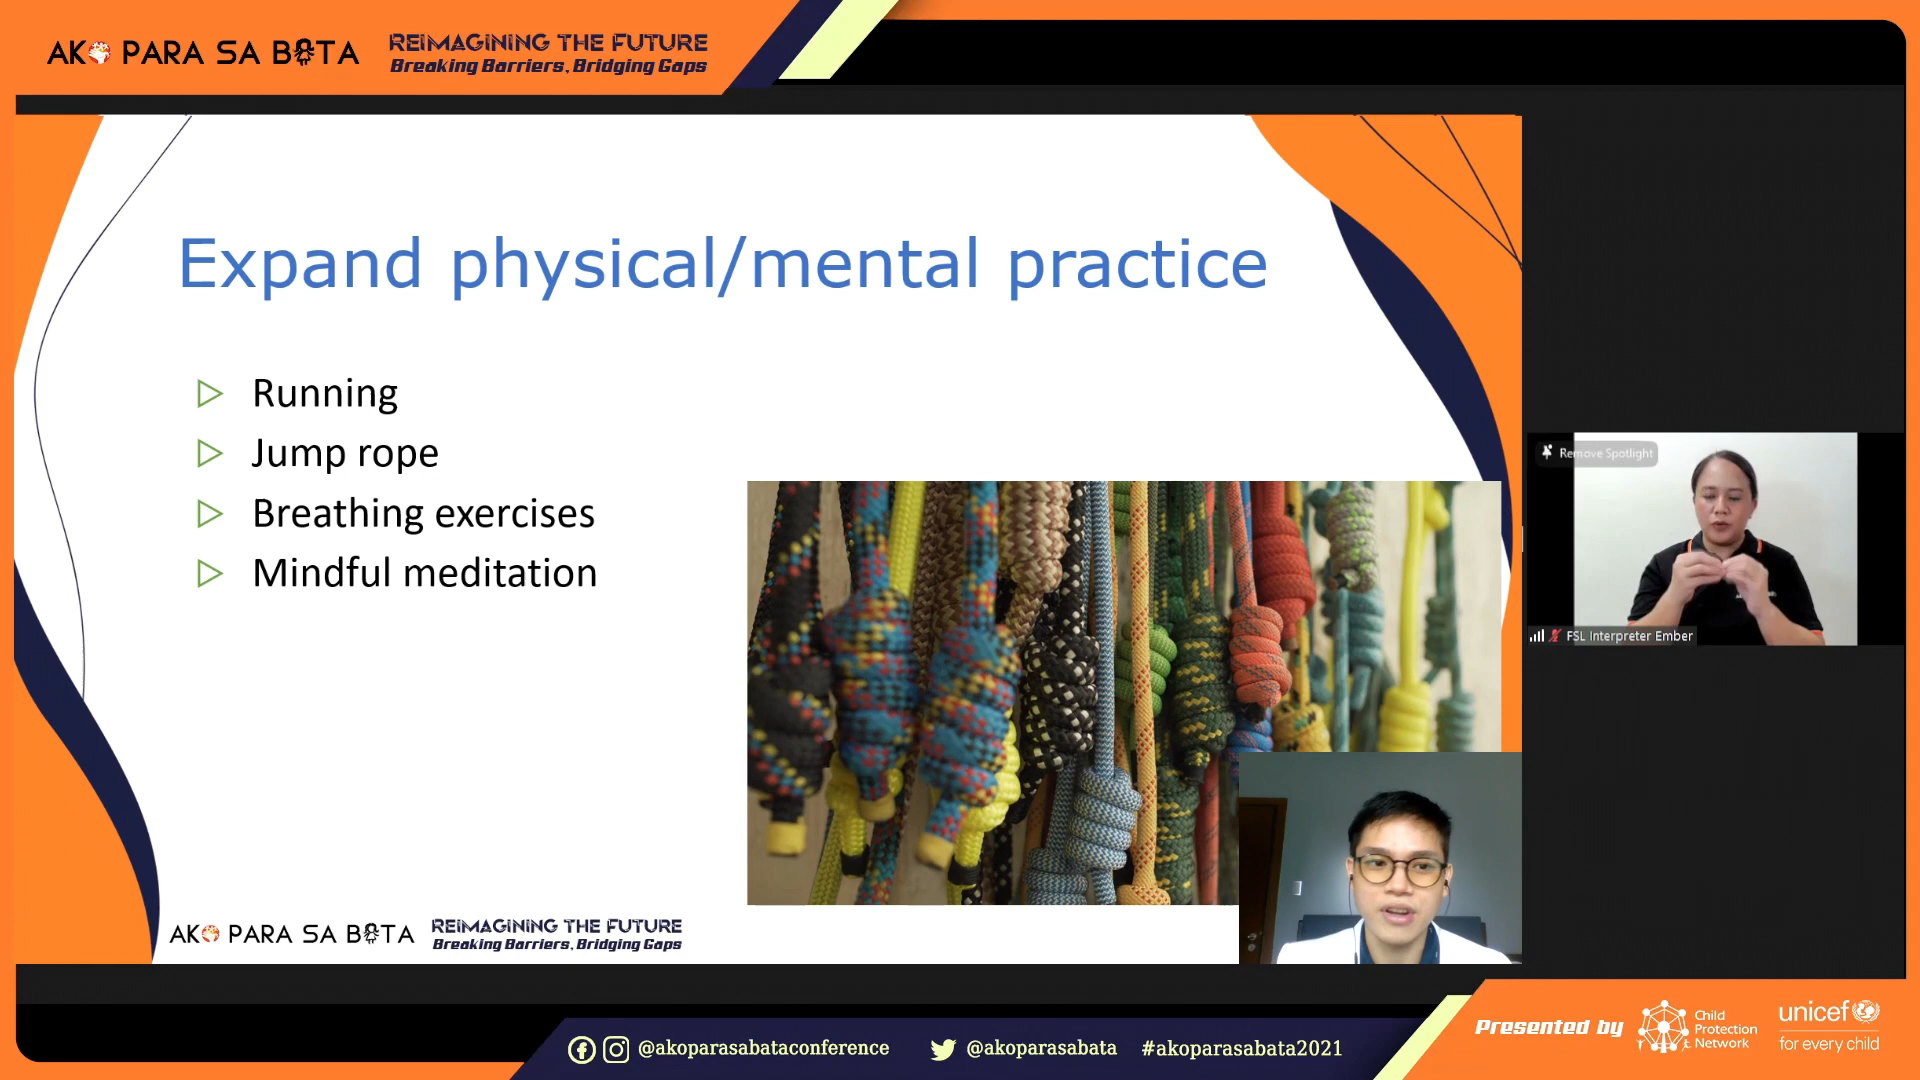 AKO PARA SA BATA
REIMAGINING THE FUTURE
Breaking Barriers, Bridging Gaps
Expand physical/mental practice
Running
Jump rope
Breathing exercises
Mindful meditation
Remove Spotlight
FSL Interpreter Ember
AKO PARA SA BATA
REIMAGINING THE FUTURE
Breaking Barriers, Bridging Gaps
@akoparasabataconference
@akoparasabata
#akoparasabata2021
Presented by
Child
Protection
Network
unicef
for every child